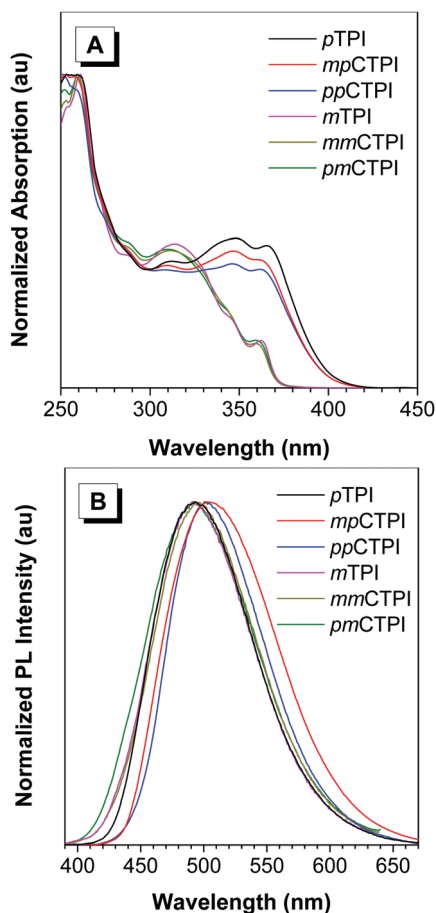 A
pTPI
mpCTPI
ppCTPI
mTPI
mmCTPI
pmCTPI
Normalized Absorption (au)
250 300 350 400 450
Wavelength (nm)
B
pTPI
mpCTPI
ppCTPI
mTPI
mmCTPI
pmCTPI
Normalized PL Intensity (au)
400 450 500 550 600 650
Wavelength (nm)